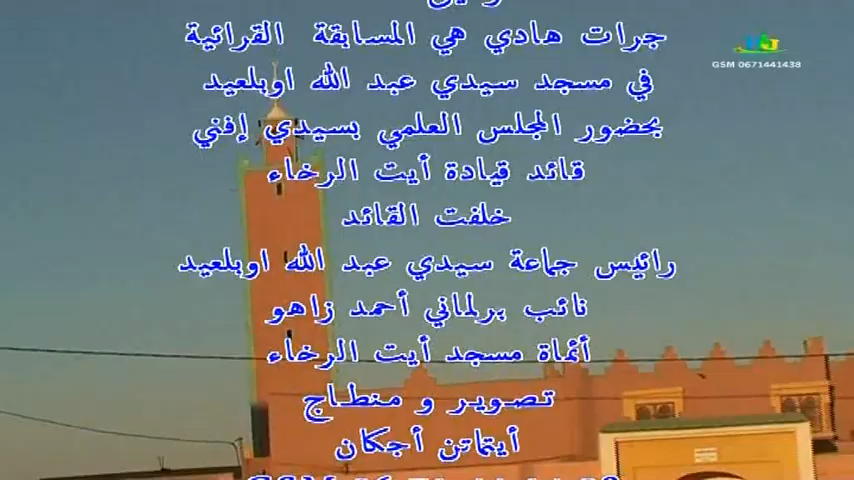 جرات هادي هي المسابقة القرائية
في مسجد سيدي عبد الله اوبلعيد
بحضور المجلس العلمي بسيدي إفني
قائد قيادة أيت الرخاء
خلفت القائد
رائيس جماعة سيدي عبد الله اوبلعيد
نائب برلماني أحمد زاهو
أئماة مسجد أيت الرخاء
تصوير و منطاج
أيتماتن أجكان
GSM 0671441438